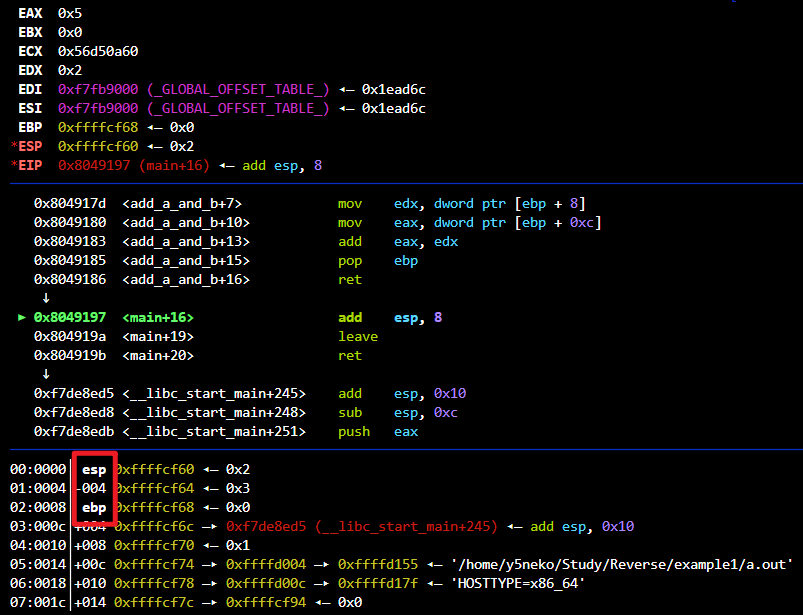 EAX 0x5
EBX 0x0
ECX 0x56d50a60
EDX 0x2
EDI 0xf7fb9000 (_GLOBAL_OFFSET_TABLE_) ◂— 0x1ead6c
ESI 0xf7fb9000 (_GLOBAL_OFFSET_TABLE_) ◂— 0x1ead6c
EBP 0xffffcf68 ◂— 0x0
*ESP 0xffffcf60 ◂— 0x2
*EIP 0x8049197 (main+16) ◂— add esp, 8
0x804917d <add_a_and_b+7> mov edx, dword ptr [ebp + 8]
0x8049180 <add_a_and_b+10> mov eax, dword ptr [ebp + 0xc]
0x8049183 <add_a_and_b+13> add eax, edx
0x8049185 <add_a_and_b+15> pop ebp
0x8049186 <add_a_and_b+16> ret
↓
► 0x8049197 <main+16> add esp, 8
0x804919a <main+19> leave
0x804919b <main+20> ret
↓
0xf7de8ed5 <__libc_start_main+245> add esp, 0x10
0xf7de8ed8 <__libc_start_main+248> sub esp, 0xc
0xf7de8edb <__libc_start_main+251> push eax
00:0000│ esp 0xffffcf60 ◂— 0x2
01:0004│-004 0xffffcf64 ◂— 0x3
02:0008│ ebp 0xffffcf68 ◂— 0x0
03:000c│+004 0xffffcf6c —▸ 0xf7de8ed5 (__libc_start_main+245) ◂— add esp, 0x10
04:0010│+008 0xffffcf70 ◂— 0x1
05:0014│+00c 0xffffcf74 —▸ 0xffffd004 —▸ 0xffffd155 ◂— '/home/y5neko/Study/Reverse/example1/a.out'
06:0018│+010 0xffffcf78 —▸ 0xffffd00c —▸ 0xffffd17f ◂— 'HOSTTYPE=x86_64'
07:001c│+014 0xffffcf7c —▸ 0xffffcf94 ◂— 0x0